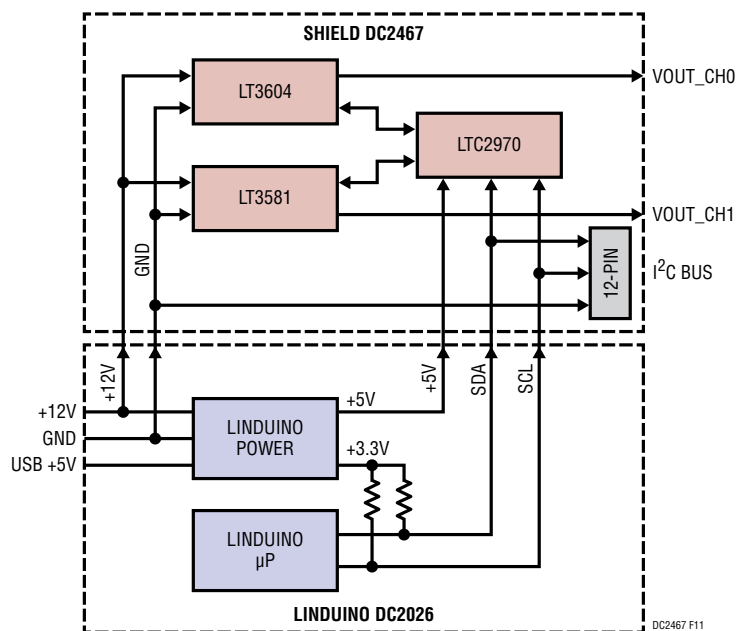 SHIELD DC2467
LT3604
VOUT_CH0
LTC2970
LT3581
VOUT_CH1
GND
12-PIN
I2C BUS
+12V
+5V
SDA
SCL
+12V
GND
USB +5V
LINDUINO
POWER
+5V
+3.3V
LINDUINO
µP
LINDUINO DC2026
DC2467 F11